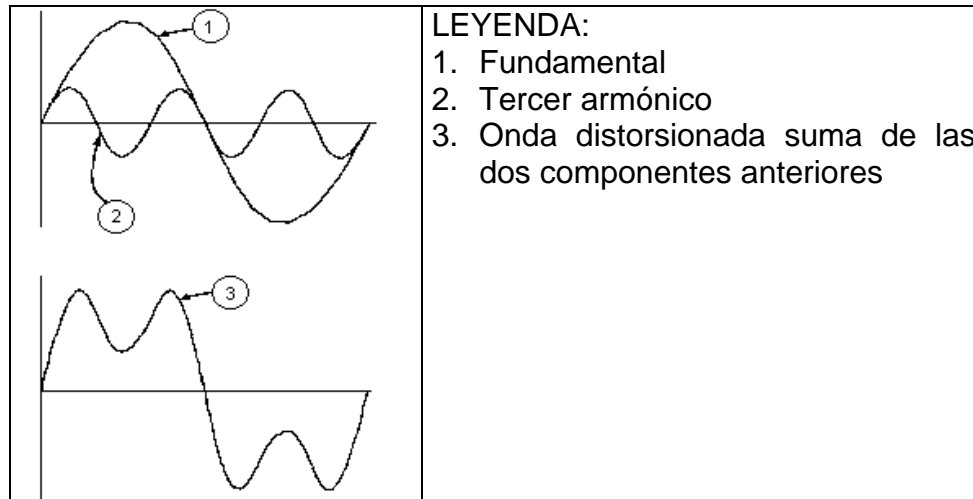 1
2
3
LEYENDA:
1. Fundamental
2. Tercer armónico
3. Onda distorsionada suma de las
dos componentes anteriores